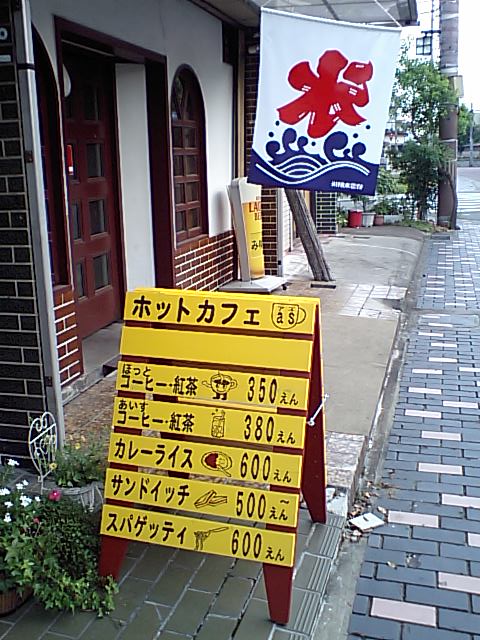 氷
ホットカフェ as
アズ
ほっと
コーヒー・紅茶 350えん
あいす
コーヒー・紅茶 380えん
カレーライス 600えん
サンドイッチ 500えん～
スパゲッティ 600えん